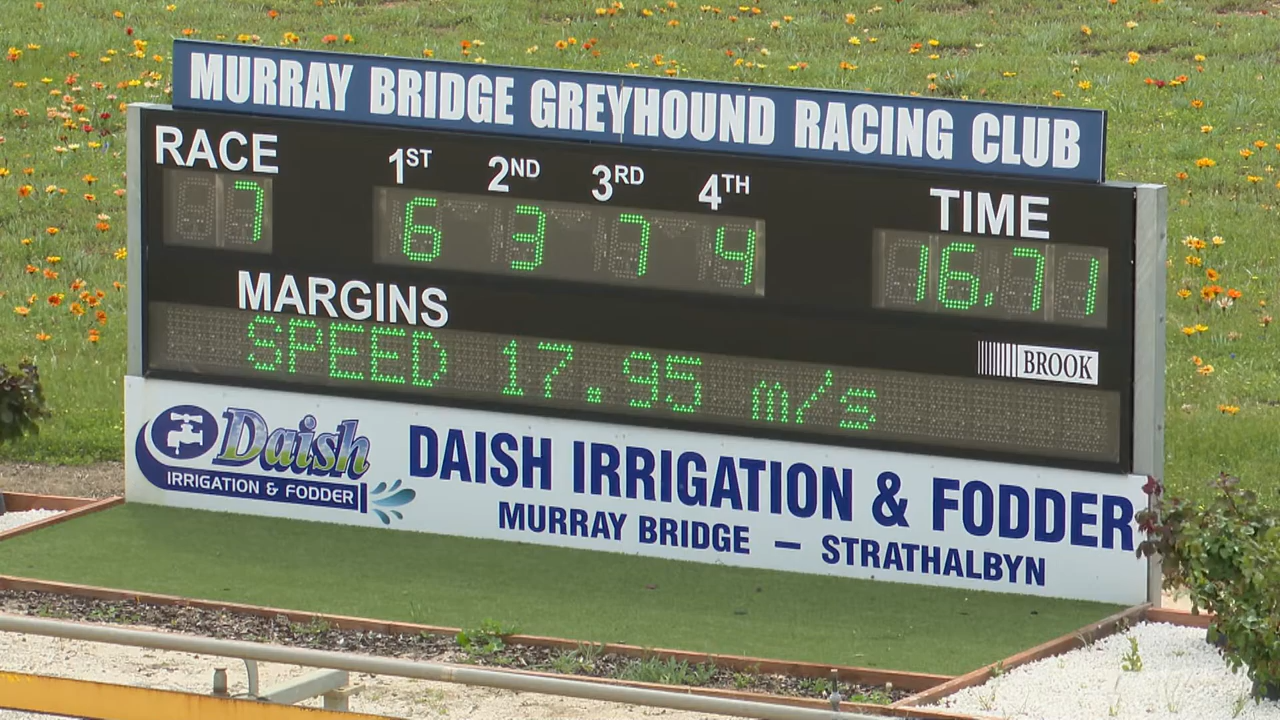 MURRAY BRIDGE GREYHOUND RACING CLUB
RACE 1ST 2ND 3RD 4TH TIME
7 6 3 7 4 16.71
MARGINS
BROOK
SPEED 17.95 m/s
Daish
IRRIGATION & FODDER
DAISH IRRIGATION & FODDER
MURRAY BRIDGE – STRATHALBYN